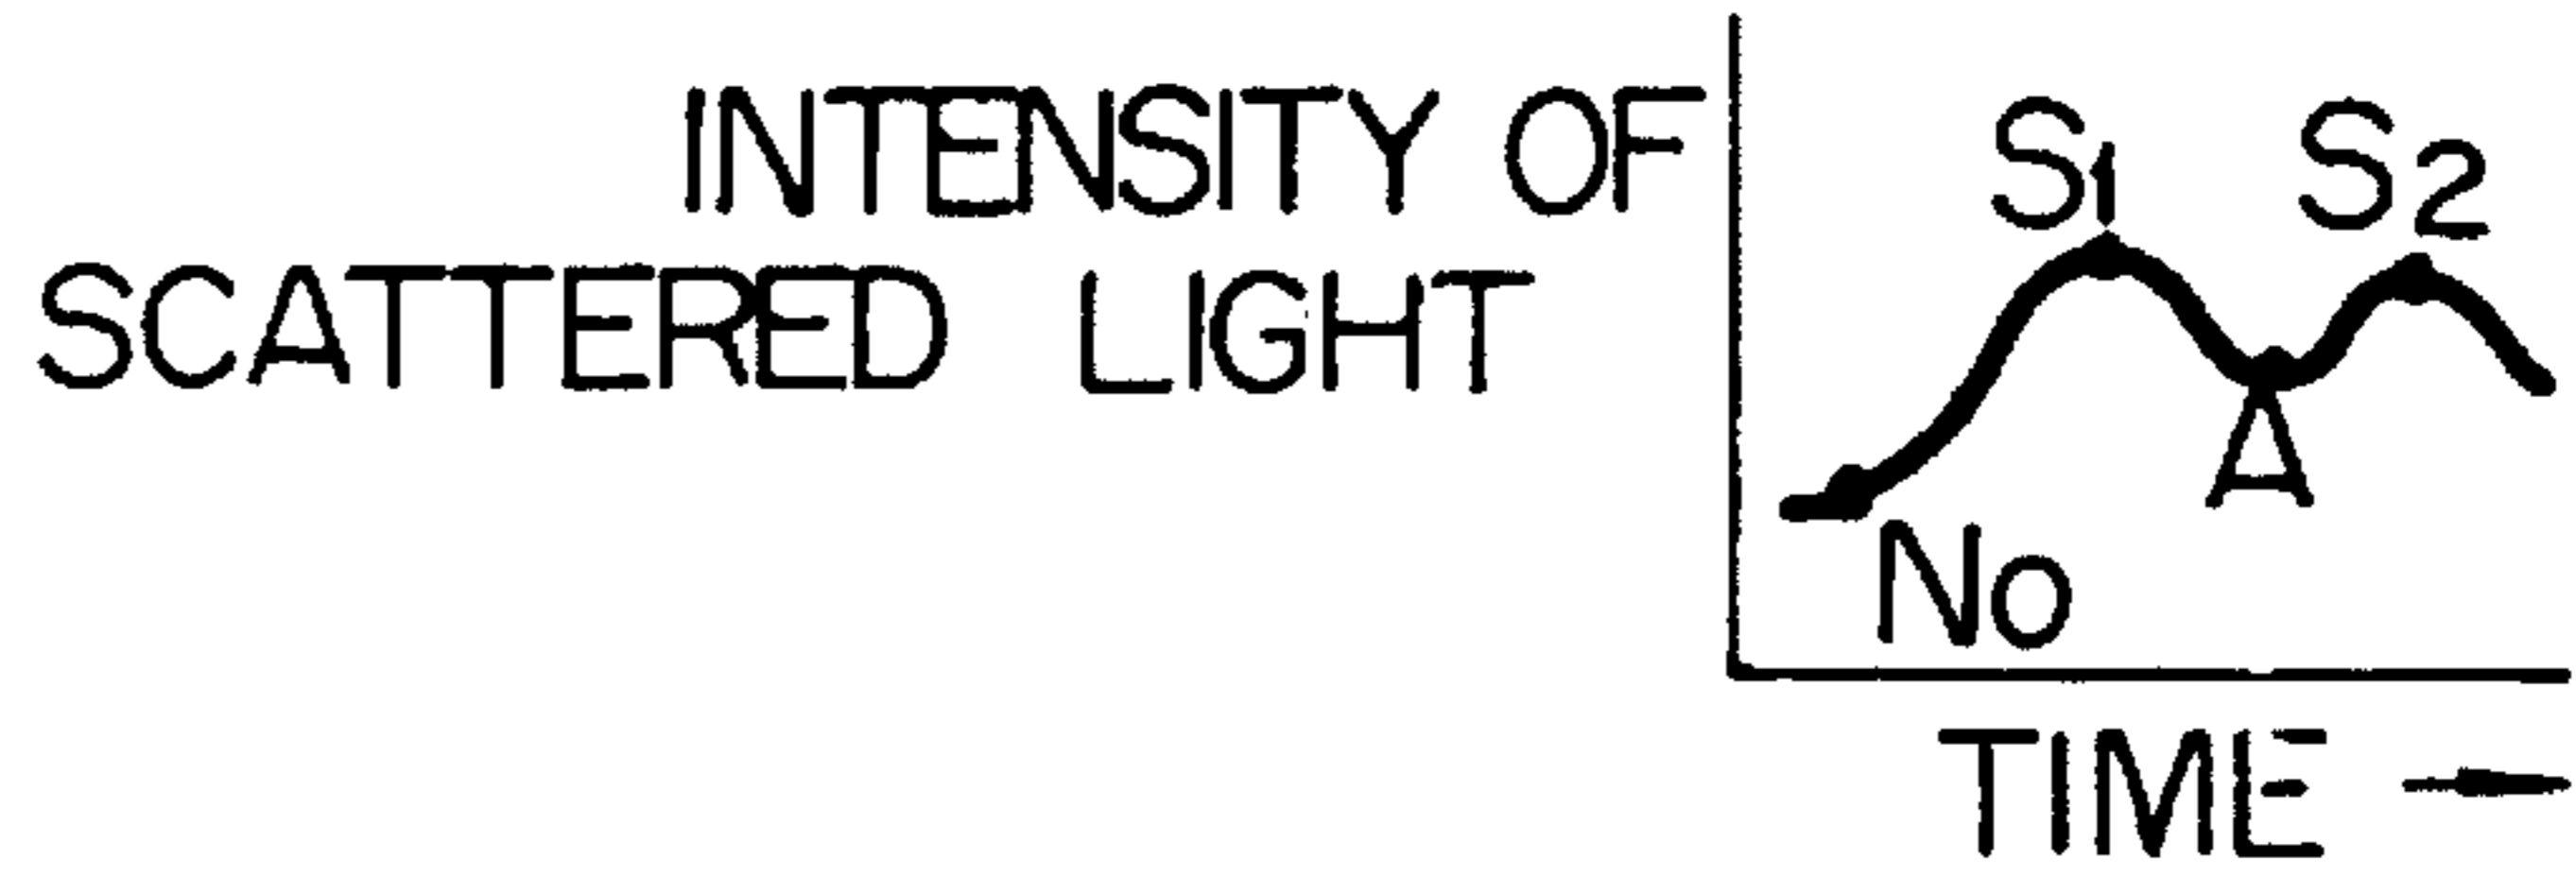 INTENSITY OF
SCATTERED LIGHT
S1
S2
A
No
TIME